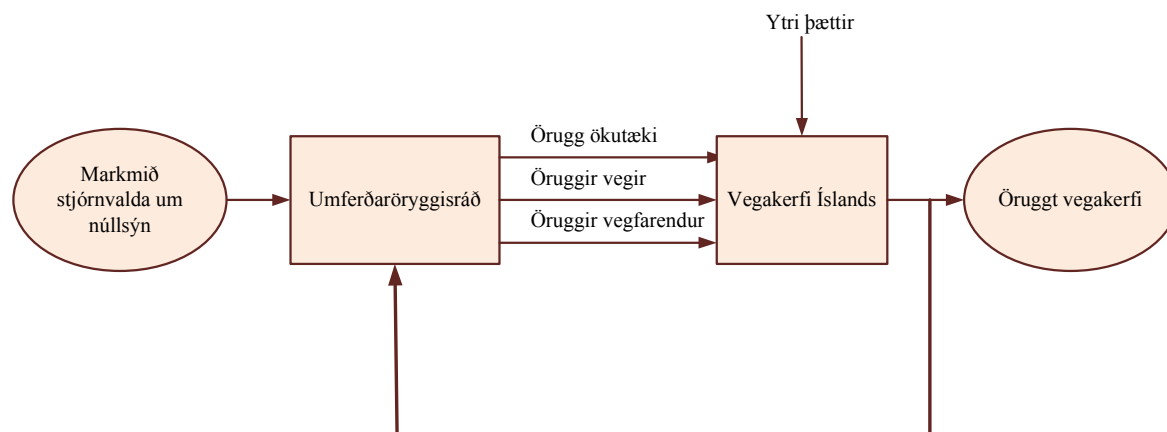 Ytri þættir
Markmið
stjórnvalda um
núllsýn
Umferðaröryggisráð
Örugg ökutæki
Öruggir vegir
Öruggir vegfarendur
Vegakerfi Íslands
Öruggt vegakerfi